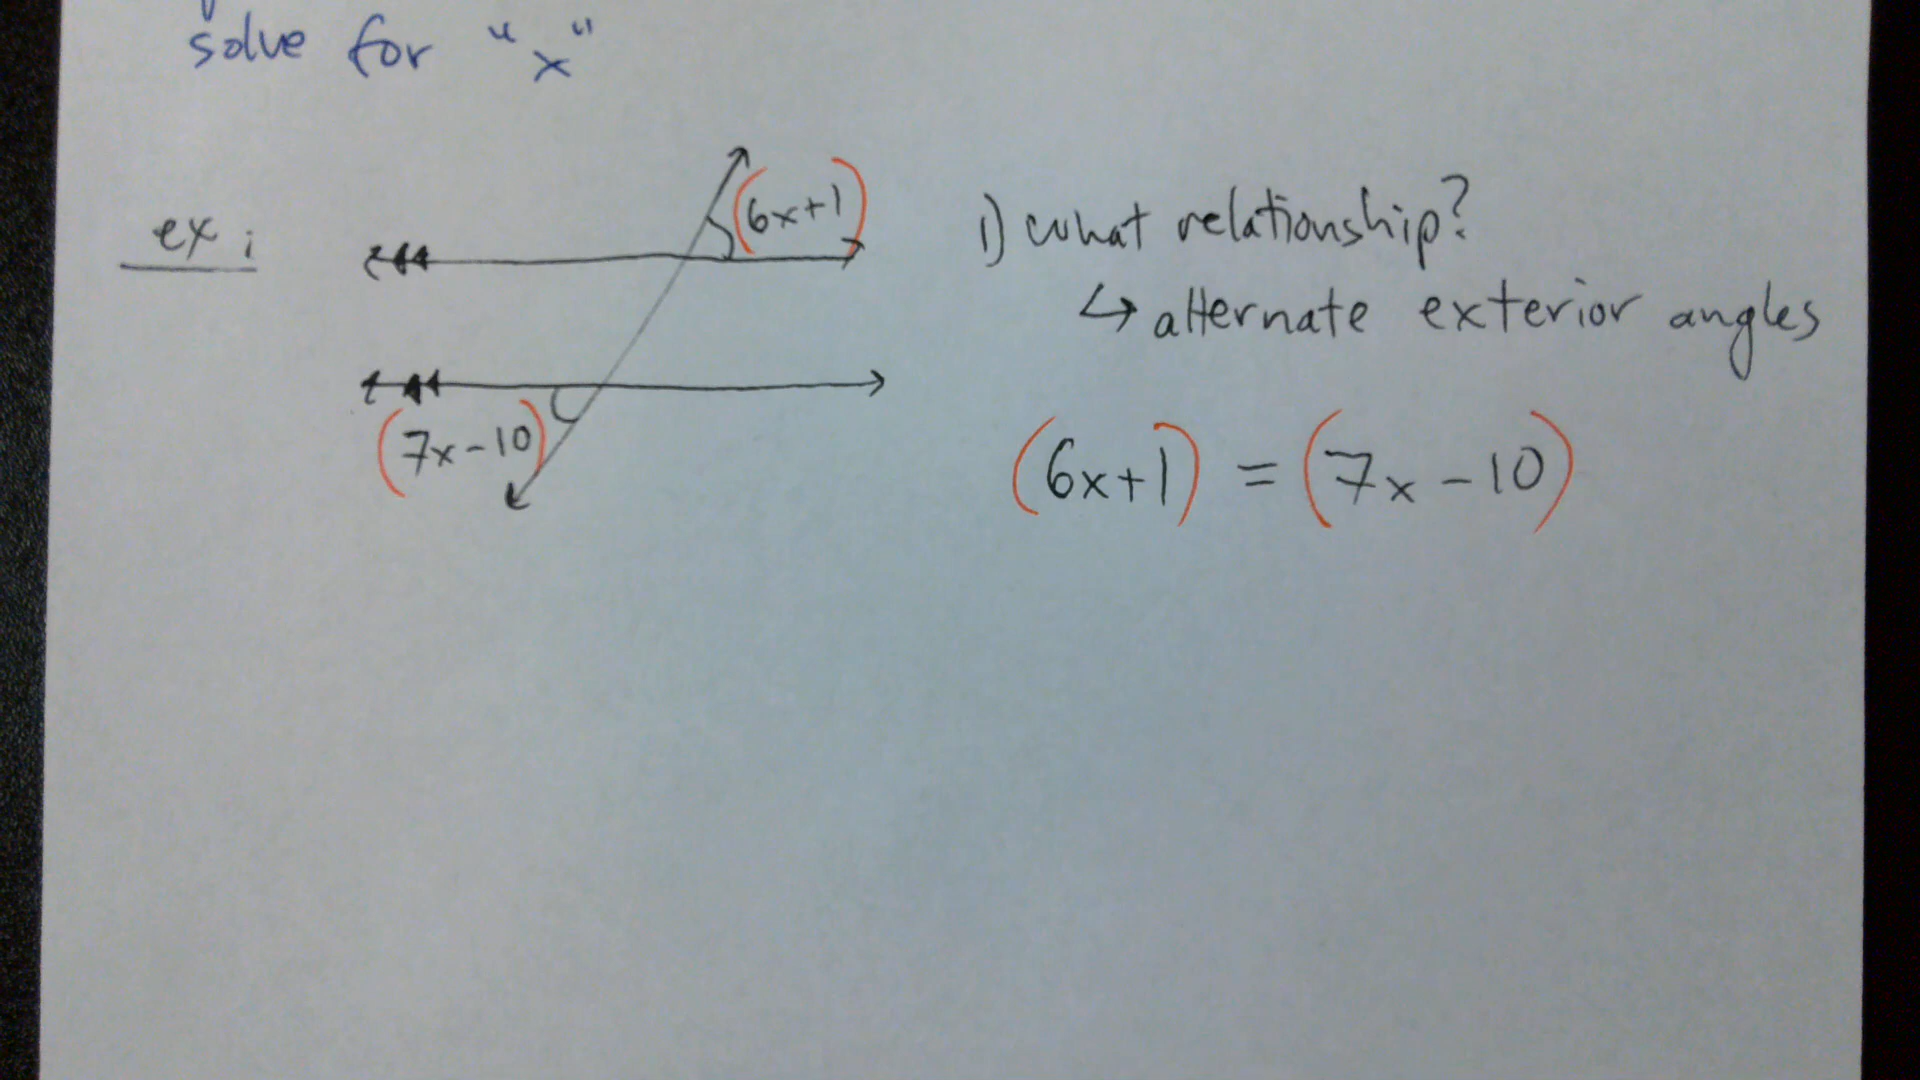 solve for "x"
ex:
(6x+1)
(7x-10)
1) what relationship?
↳ alternate exterior angles
(6x+1) = (7x-10)